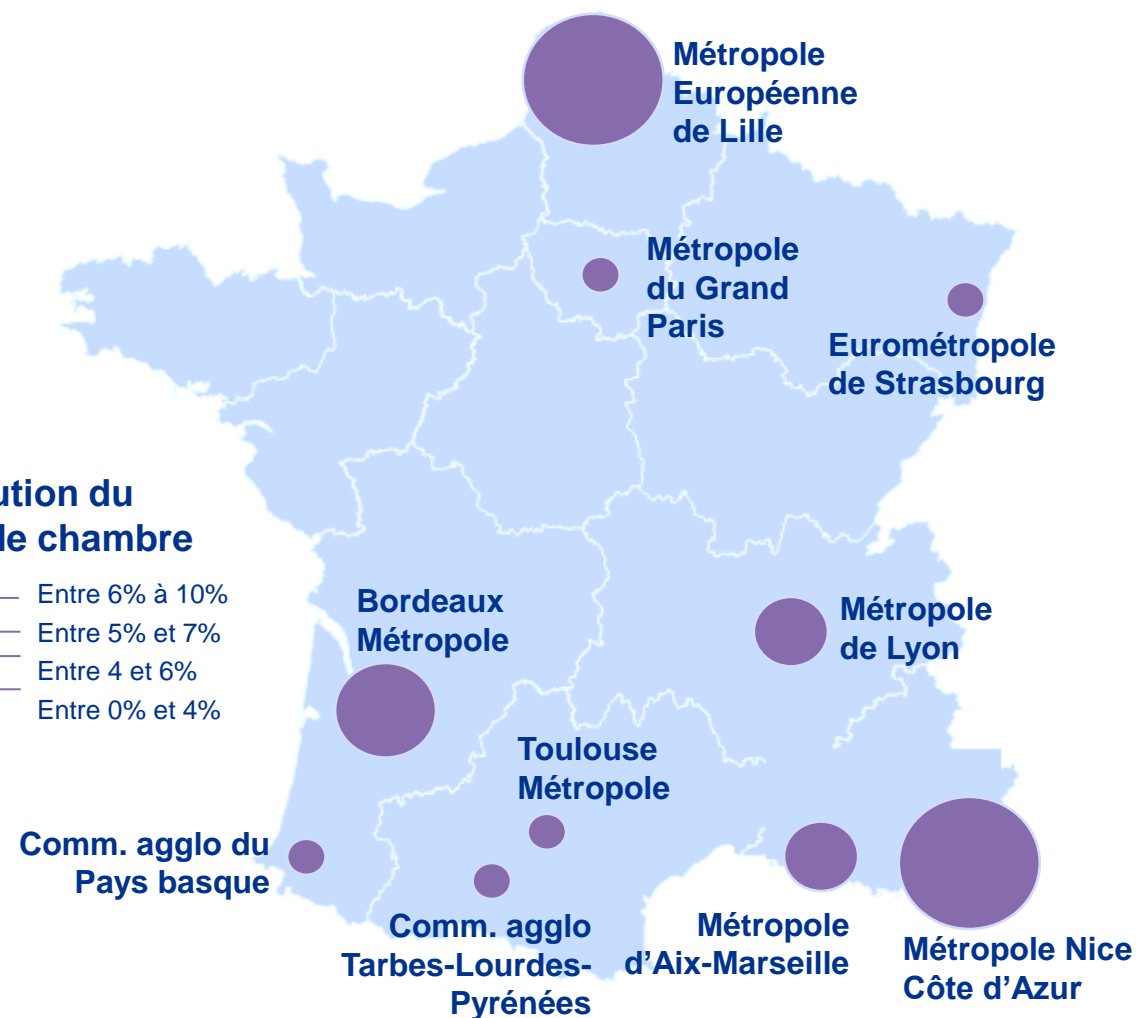 Métropole
Européenne
de Lille
Métropole
du Grand
Paris
Eurométropole
de Strasbourg
du
de chambre
Entre 6% à 10%
Entre 5% et 7%
Entre 4 et 6%
Entre 0% et 4%
Bordeaux
Métropole
Métropole
de Lyon
Toulouse
Métropole
Comm. agglo du
Pays basque
Comm. agglo
Tarbes-Lourdes-
Pyrénées
Métropole
d’Aix-Marseille
Métropole Nice
Côte d’Azur